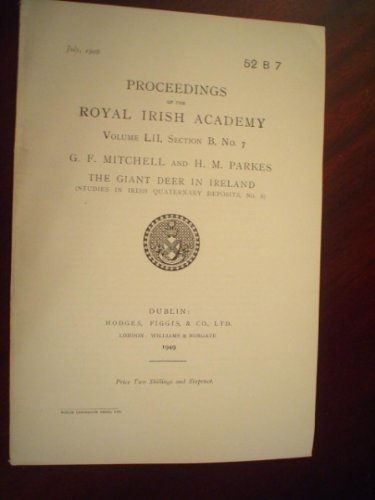 July, 1949
52 B 7
PROCEEDINGS
OF THE
ROYAL IRISH ACADEMY
VOLUME LII, SECTION B, No. 7
G. F. MITCHELL AND H. M. PARKES
THE GIANT DEER IN IRELAND
(STUDIES IN IRISH QUATERNARY DEPOSITS, No. 6)
DUBLIN:
HODGES, FIGGIS, & CO., LTD.
LONDON: WILLIAMS & NORGATE
1949
Price Two Shillings and Sixpence.